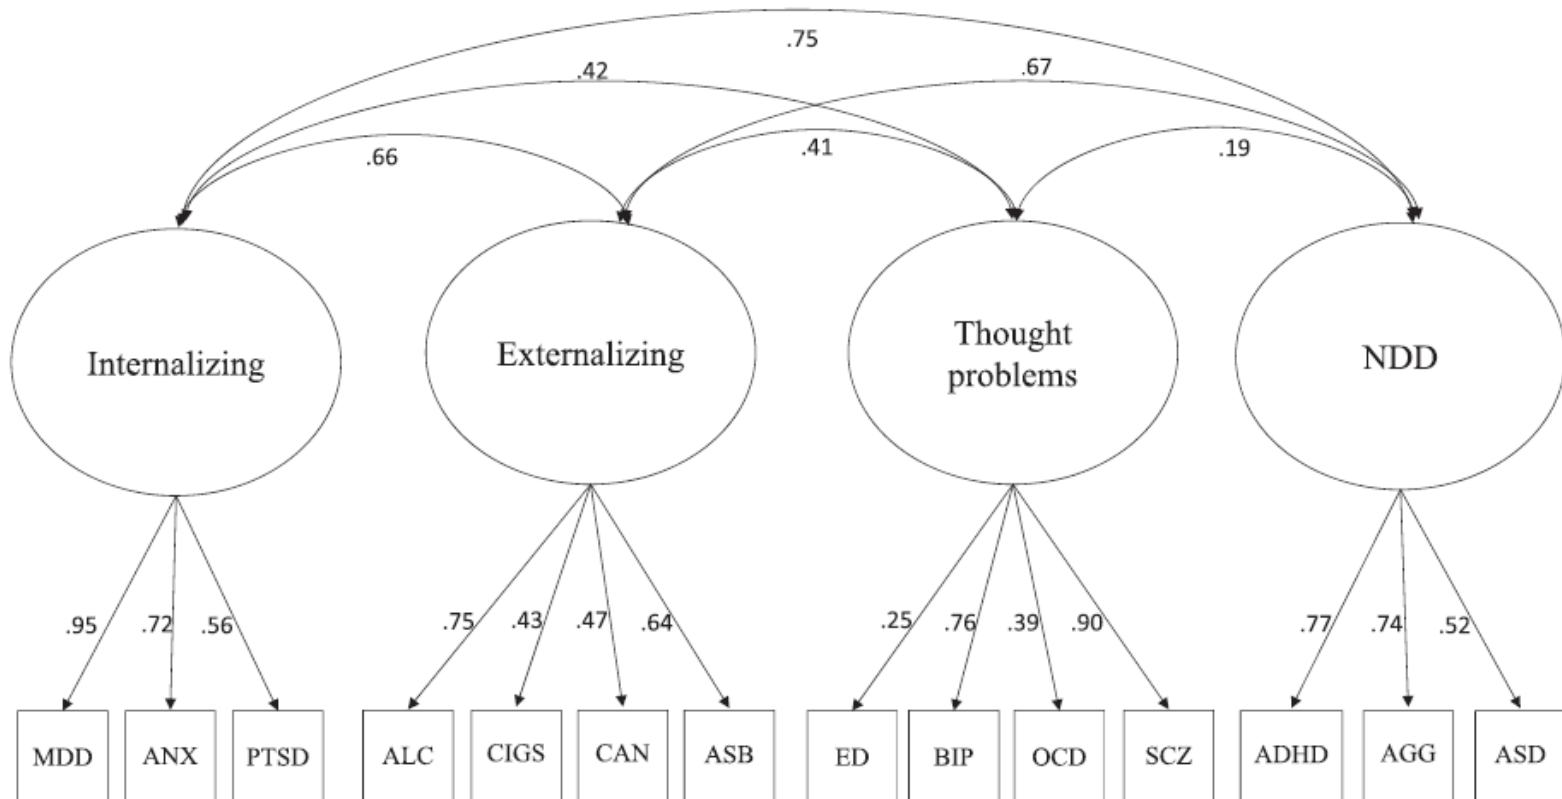 .75
.42
.67
.66
.41
.19
Internalizing
Externalizing
Thought
problems
NDD
.95
.72
.56
.75
.43
.47
.64
.25
.76
.39
.90
.77
.74
.52
MDD
ANX
PTSD
ALC
CIGS
CAN
ASB
ED
BIP
OCD
SCZ
ADHD
AGG
ASD